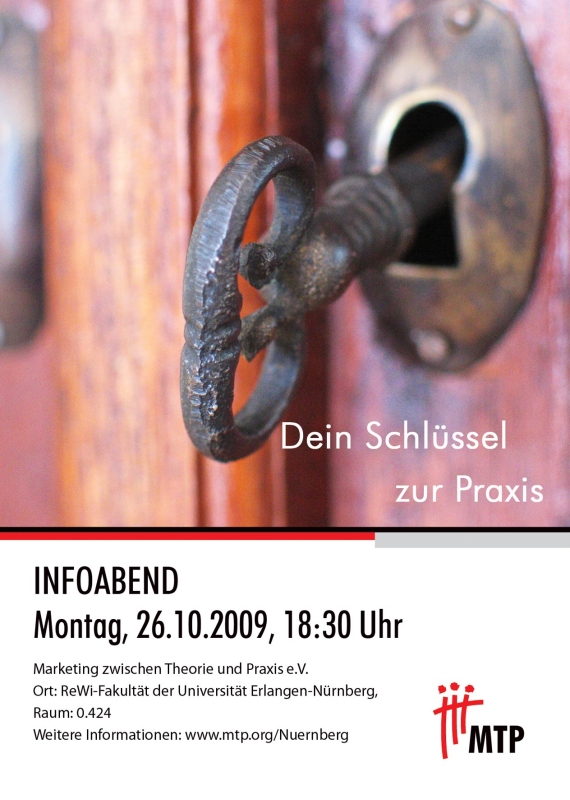 Dein Schlüssel
zur Praxis
INFOABEND
Montag, 26.10.2009, 18:30 Uhr
Marketing zwischen Theorie und Praxis e.V.
Ort: ReWi-Fakultät der Universität Erlangen-Nürnberg,
Raum: 0.424
Weitere Informationen: www.mtp.org/Nuernberg
MTP